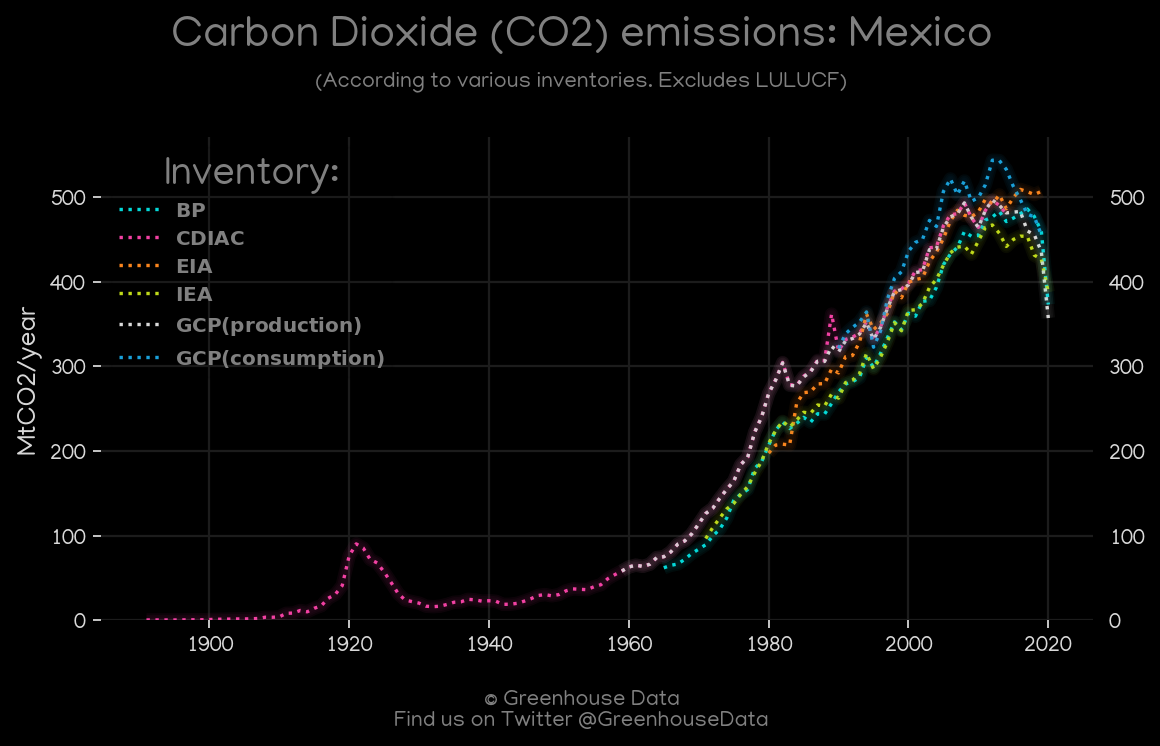 Carbon Dioxide (CO2) emissions: Mexico
(According to various inventories. Excludes LULUCF)
Inventory:
BP
CDIAC
EIA
IEA
GCP(production)
GCP(consumption)
MtCO2/year
500
400
300
200
100
0
500
400
300
200
100
0
1900 1920 1940 1960 1980 2000 2020
© Greenhouse Data
Find us on Twitter @GreenhouseData